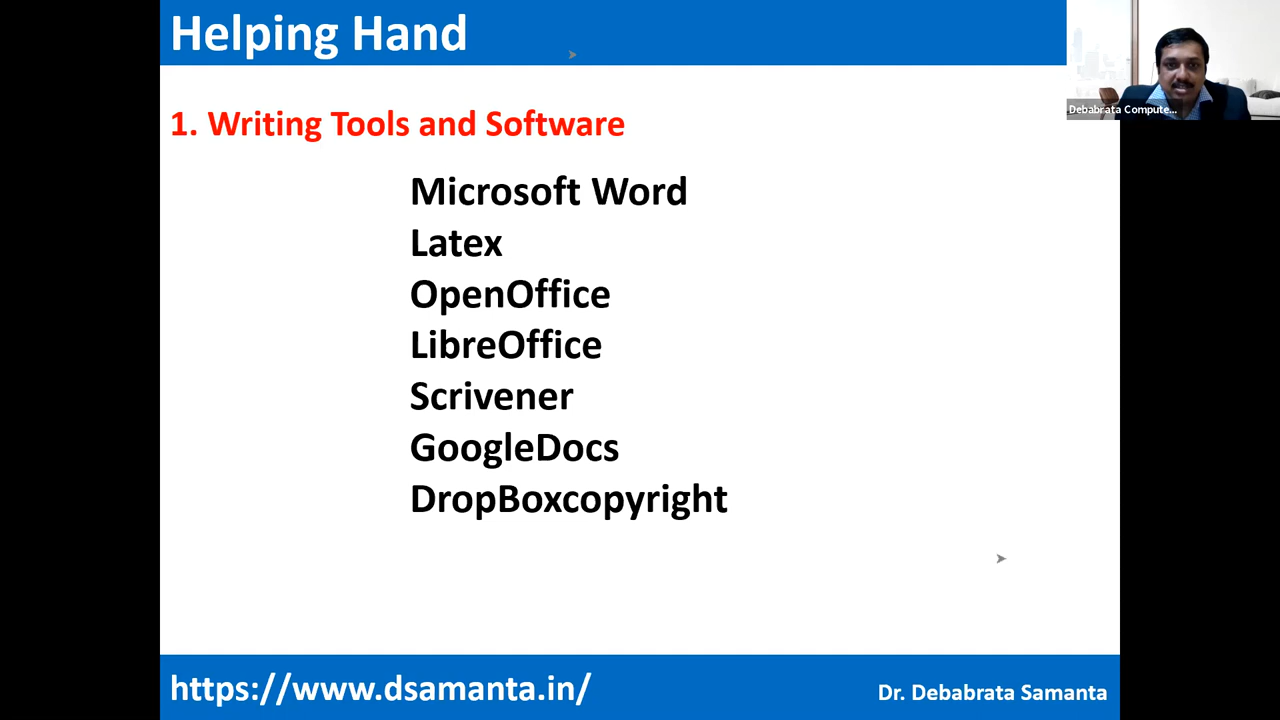 Helping Hand
Debabrata Compute...
1. Writing Tools and Software
Microsoft Word
Latex
OpenOffice
LibreOffice
Scrivener
GoogleDocs
DropBoxcopyright
https://www.dsamanta.in/
Dr. Debabrata Samanta